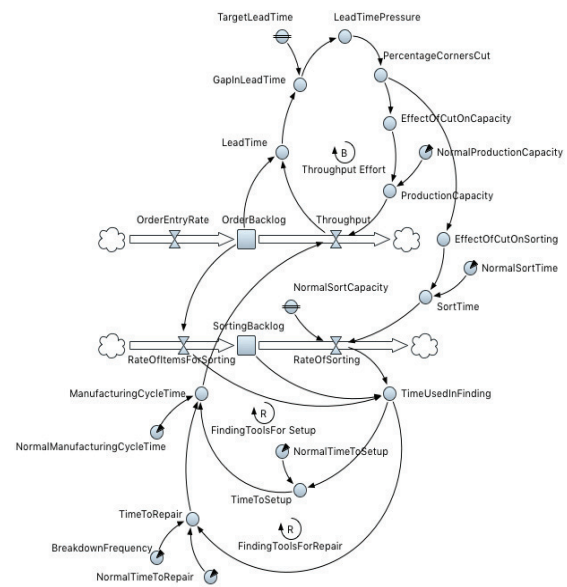 TargetLeadTime
LeadTimePressure
PercentageCornersCut
GapInLeadTime
EffectOfCutOnCapacity
LeadTime
B
NormalProductionCapacity
Throughput Effort
ProductionCapacity
OrderEntryRate
OrderBacklog
Throughput
EffectOfCutOnSorting
NormalSortTime
NormalSortCapacity
SortTime
SortingBacklog
RateOfItemsForSorting
RateOfSorting
ManufacturingCycleTime
TimeUsedInFinding
R
FindingToolsFor Setup
NormalManufacturingCycleTime
NormalTimeToSetup
TimeToSetup
TimeToRepair
R
FindingToolsForRepair
BreakdownFrequency
NormalTimeToRepair